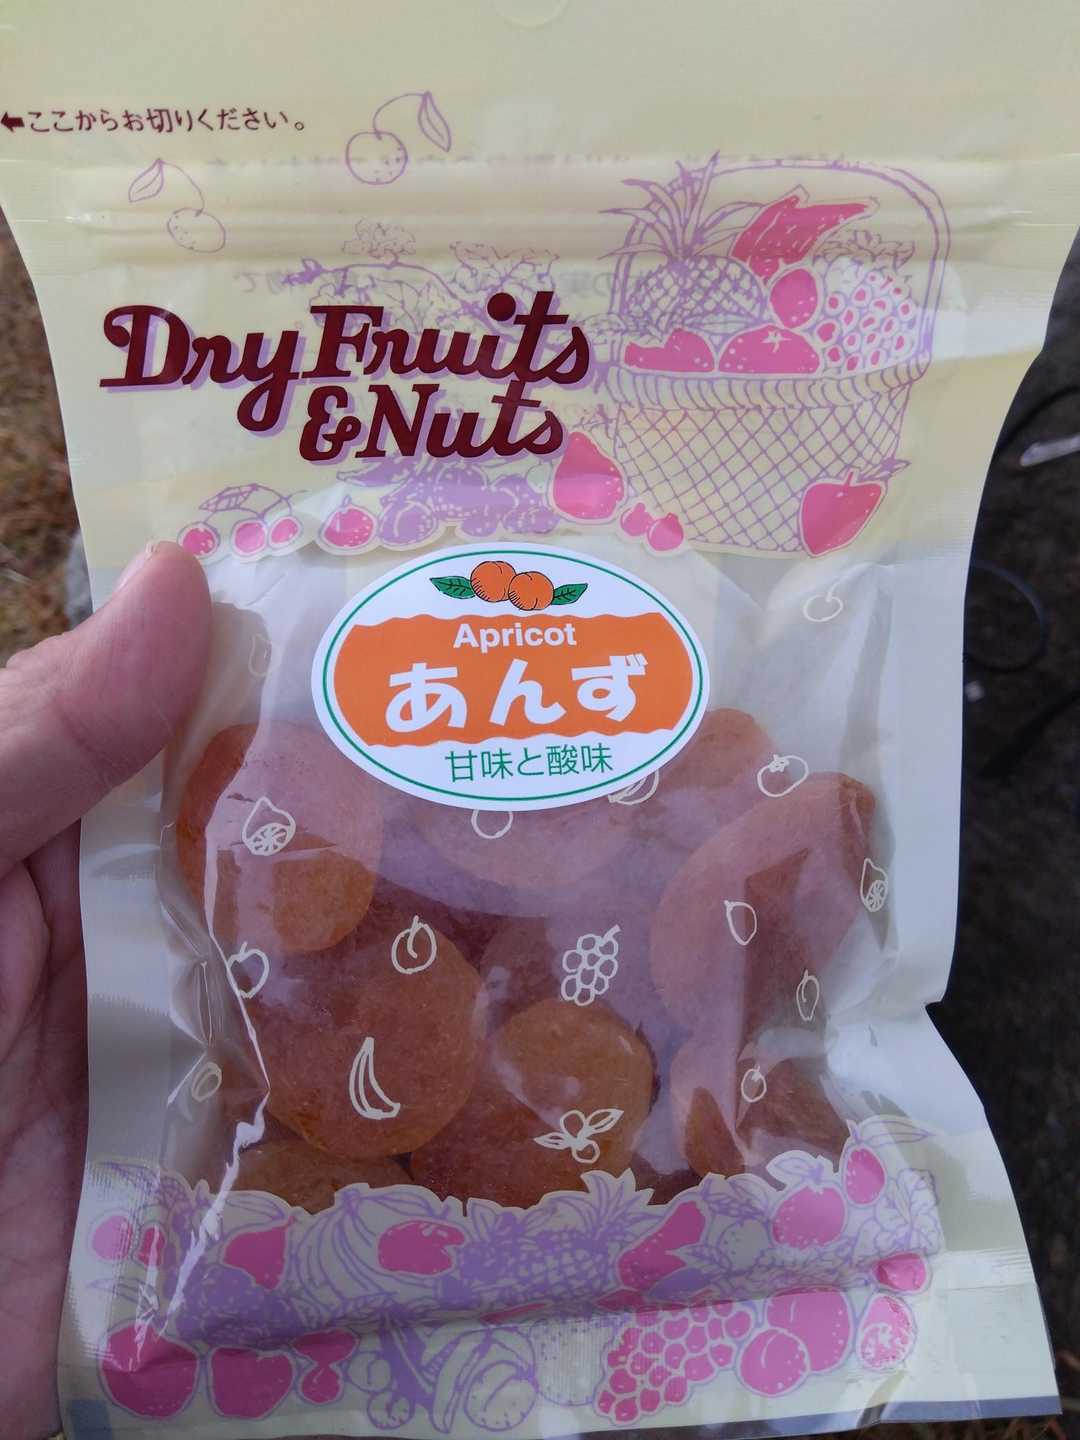 ←ここからお切りください。
Dry Fruits
& Nuts
Apricot
あんず
甘味と酸味